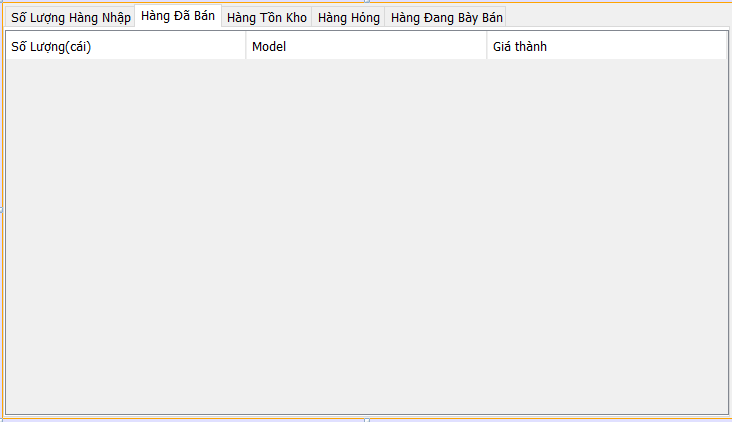 Số Lượng Hàng Nhập Hàng Đã Bán Hàng Tồn Kho Hàng Hỏng Hàng Đang Bày Bán
Số Lượng(cái) Model Giá thành